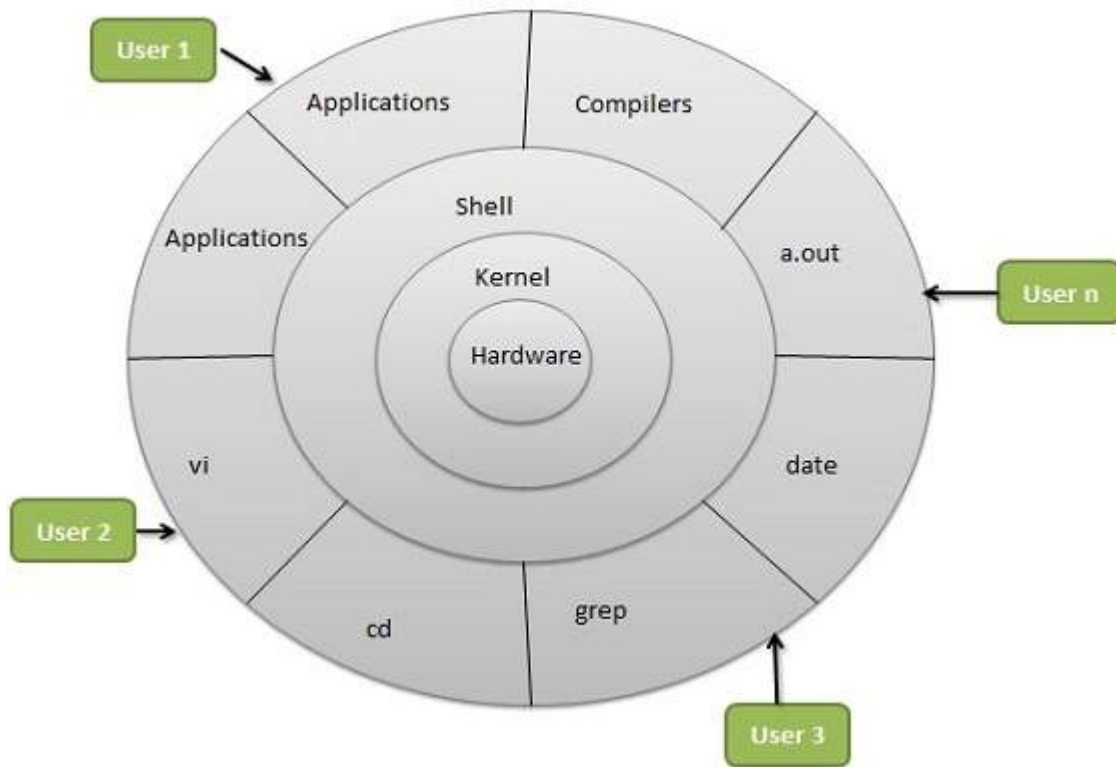 User 1
Applications
Compilers
Shell
Applications
a.out
Kernel
User n
Hardware
vi
date
User 2
cd
grep
User 3